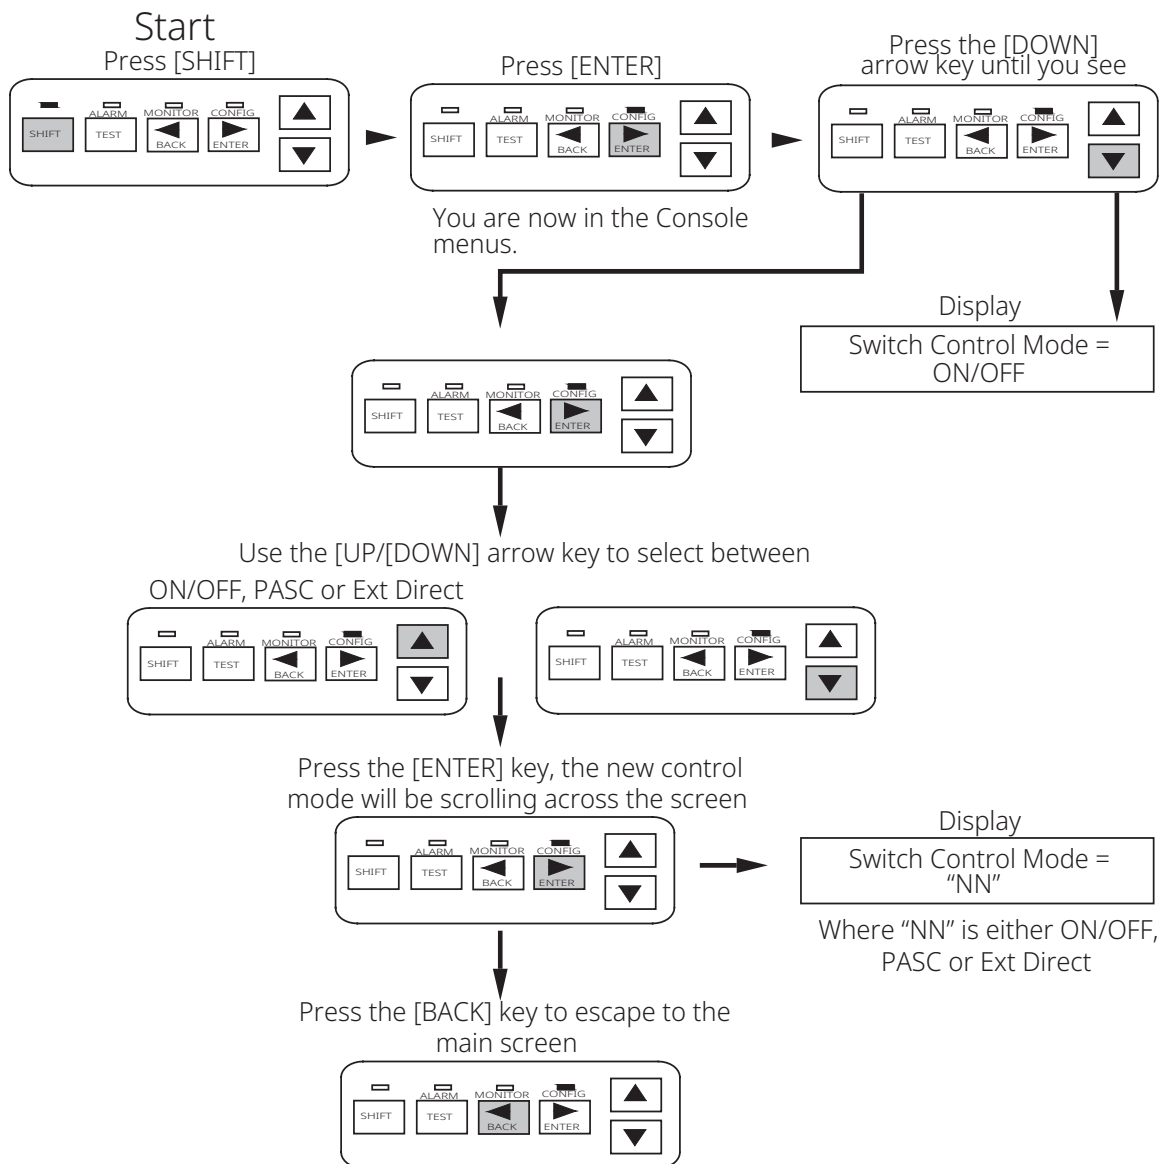 Start
Press [SHIFT]
ALARM MONITOR CONFIG
SHIFT TEST BACK ENTER
Press [ENTER]
ALARM MONITOR CONFIG
SHIFT TEST BACK ENTER
You are now in the Console
menus.
Press the [DOWN]
arrow key until you see
ALARM MONITOR CONFIG
SHIFT TEST BACK ENTER
Display
Switch Control Mode =
ON/OFF
ALARM MONITOR CONFIG
SHIFT TEST BACK ENTER
Use the [UP/[DOWN] arrow key to select between
ON/OFF, PASC or Ext Direct
ALARM MONITOR CONFIG
SHIFT TEST BACK ENTER
ALARM MONITOR CONFIG
SHIFT TEST BACK ENTER
Press the [ENTER] key, the new control
mode will be scrolling across the screen
ALARM MONITOR CONFIG
SHIFT TEST BACK ENTER
Display
Switch Control Mode =
“NN”
Where “NN” is either ON/OFF,
PASC or Ext Direct
Press the [BACK] key to escape to the
main screen
ALARM MONITOR CONFIG
SHIFT TEST BACK ENTER